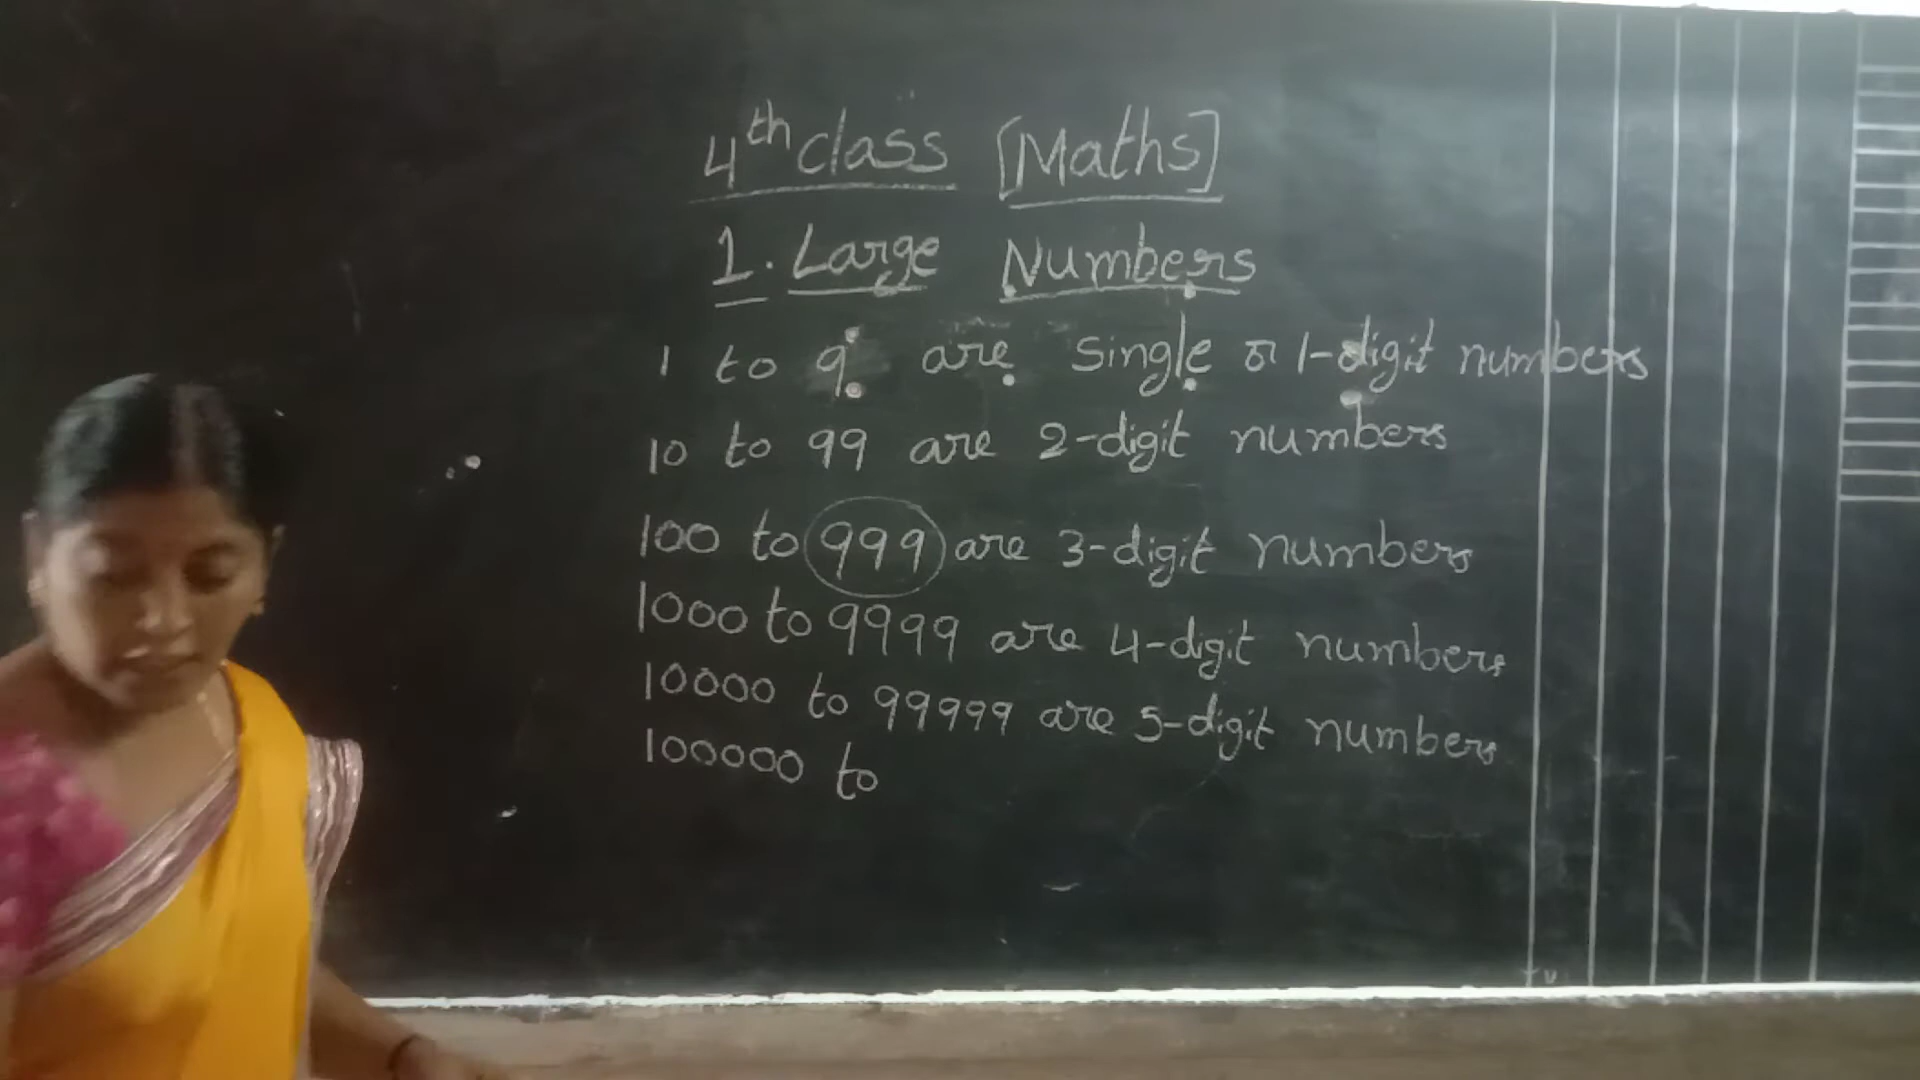 4th class [Maths]
1. Large Numbers
1 to 9 are Single or 1-digit numbers
10 to 99 are 2-digit numbers
100 to 999 are 3-digit numbers
1000 to 9999 are 4-digit numbers
10000 to 99999 are 5-digit numbers
100000 to